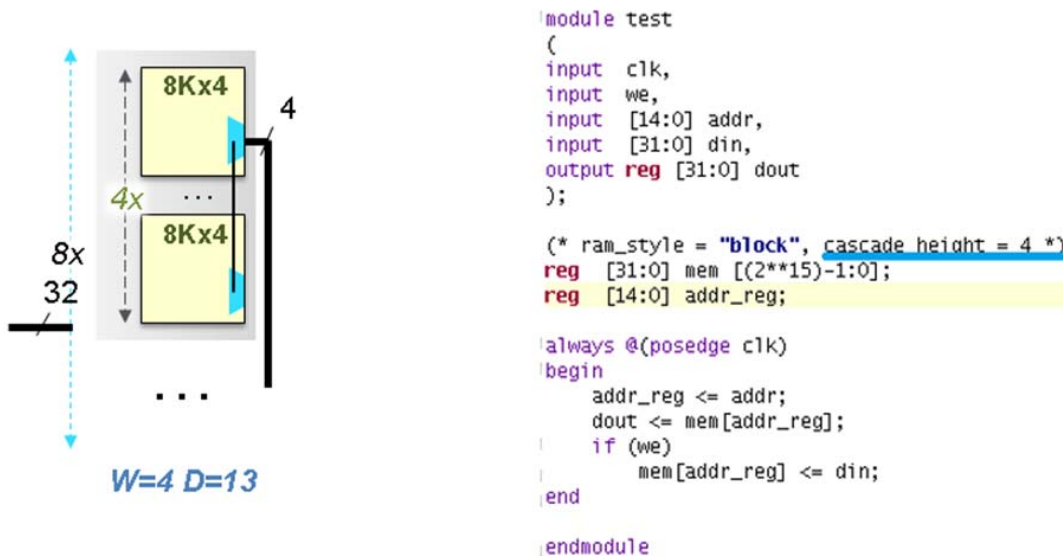 8Kx4
4
...
4x
8Kx4
8x
32
...
W=4 D=13
module test
(
input  clk,
input  we,
input  [14:0] addr,
input  [31:0] din,
output reg [31:0] dout
);
(* ram_style = "block", cascade_height = 4 *)
reg  [31:0] mem [(2**15)-1:0];
reg  [14:0] addr_reg;
always @(posedge clk)
begin
    addr_reg <= addr;
    dout <= mem[addr_reg];
    if (we)
        mem[addr_reg] <= din;
end
endmodule